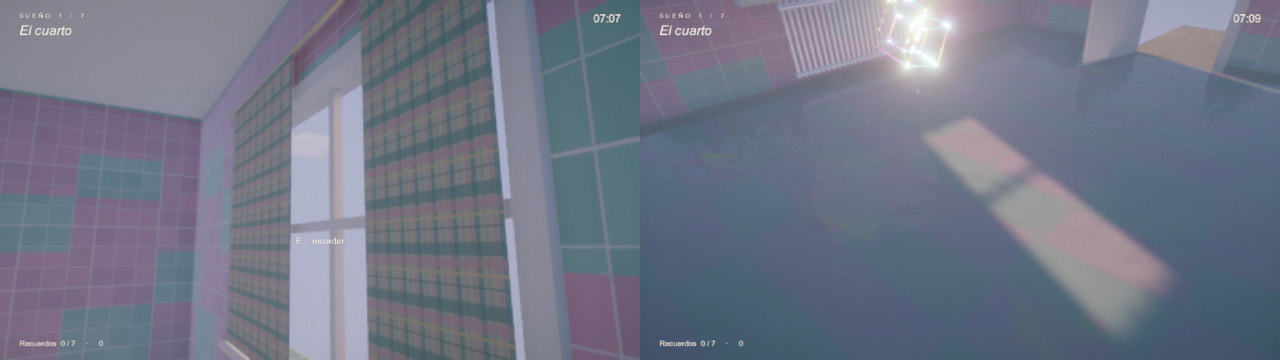 SUEÑO 1 / 7
El cuarto
07:07
E · recordar
Recuerdos 0/7 · 0
SUEÑO 1 / 7
El cuarto
07:09
Recuerdos 0/7 · 0